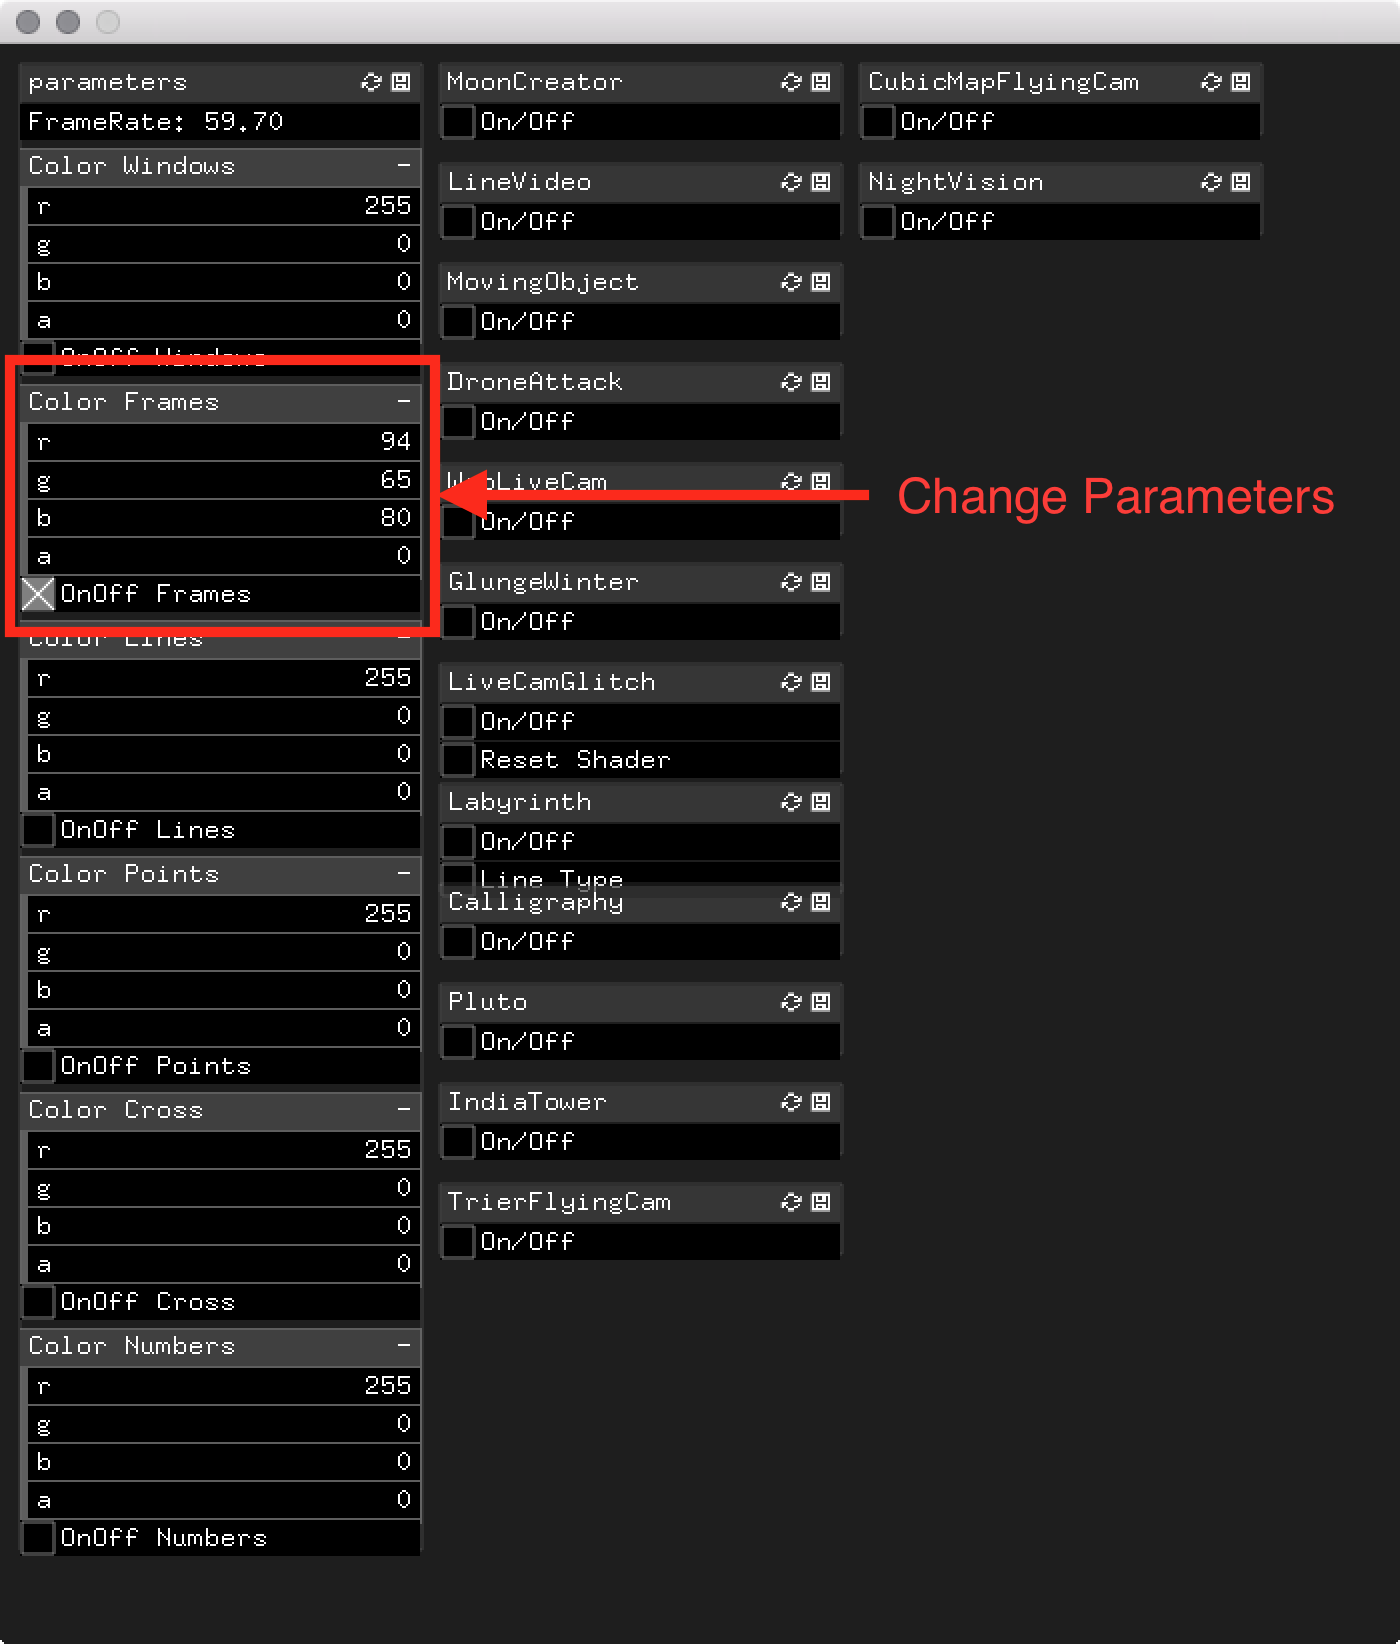 parameters
FrameRate: 59.70
Color Windows -
r 255
g 0
b 0
a 0
OnOff Windows
Color Frames -
r 94
g 65
b 80
a 0
OnOff Frames
Color Lines -
r 255
g 0
b 0
a 0
OnOff Lines
Color Points -
r 255
g 0
b 0
a 0
OnOff Points
Color Cross -
r 255
g 0
b 0
a 0
OnOff Cross
Color Numbers -
r 255
g 0
b 0
a 0
OnOff Numbers
MoonCreator
On/Off
LineVideo
On/Off
MovingObject
On/Off
DroneAttack
On/Off
On/Off
GlungeWinter
On/Off
LiveCamGlitch
On/Off
Reset Shader
Labyrinth
On/Off
Line Type
Calligraphy
On/Off
Pluto
On/Off
IndiaTower
On/Off
TrierFlyingCam
On/Off
CubicMapFlyingCam
On/Off
NightVision
On/Off
Change Parameters